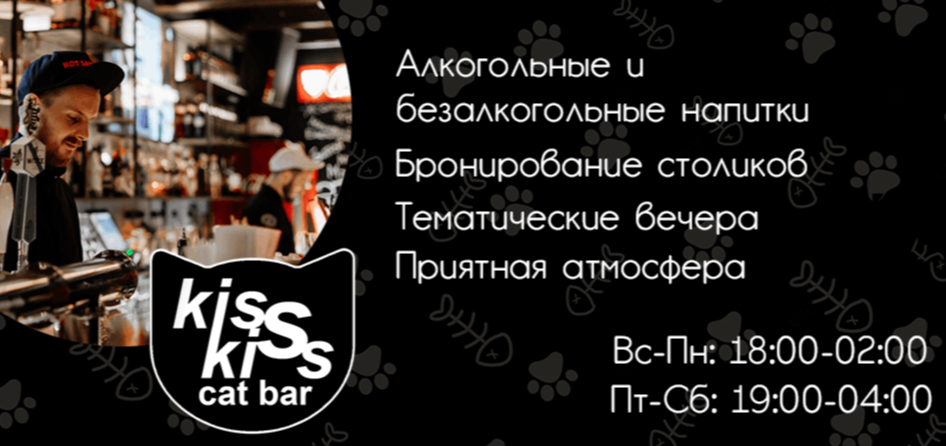 Алкогольные и
безалкогольные напитки
Бронирование столиков
Тематические вечера
Приятная атмосфера
kiss
kiss
cat bar
Вс-Пн: 18:00-02:00
Пт-Сб: 19:00-04:00